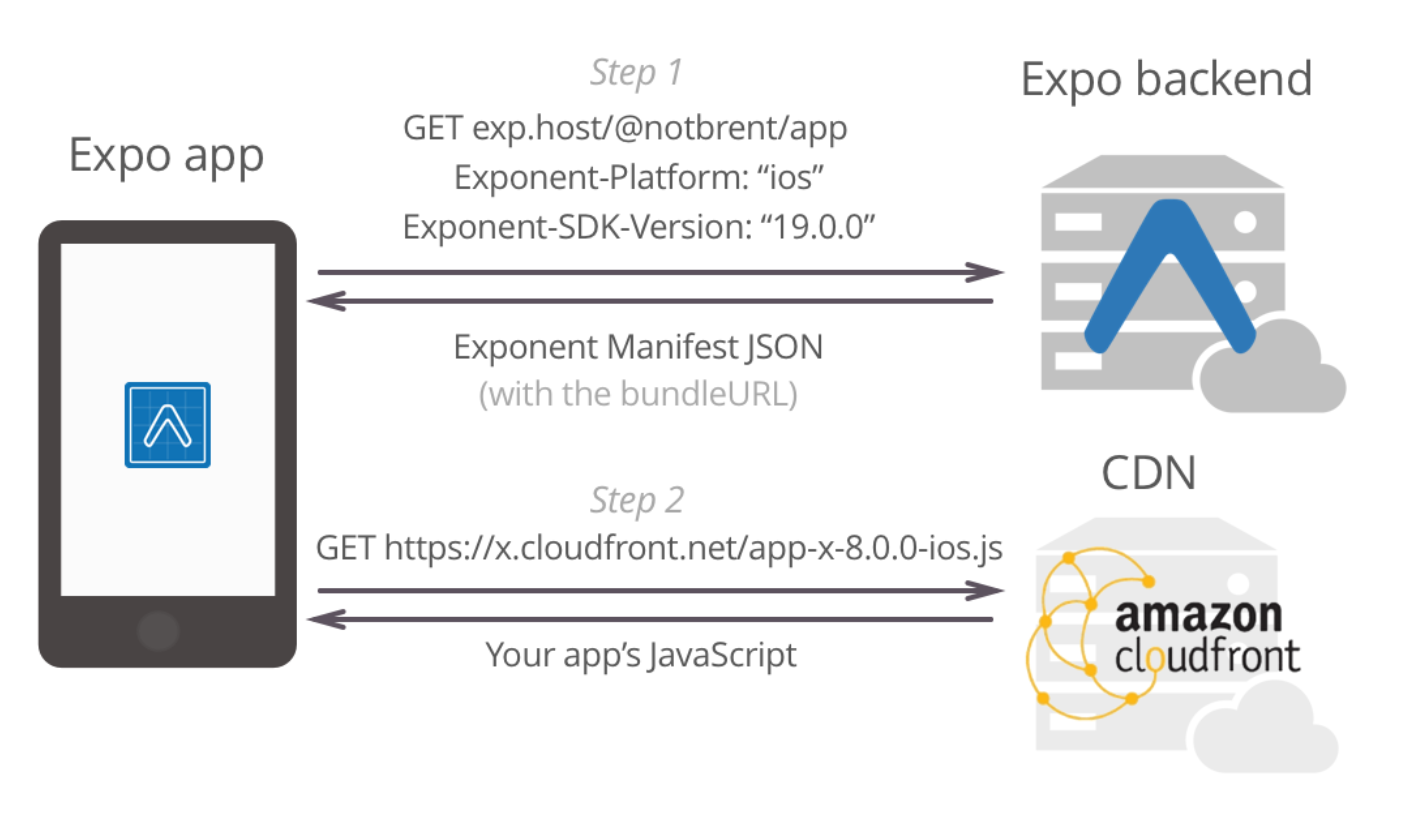 Step 1
Expo backend
GET exp.host/@notbrent/app
Expo app
Exponent-Platform: “ios”
Exponent-SDK-Version: “19.0.0”
Exponent Manifest JSON
(with the bundleURL)
CDN
Step 2
GET https://x.cloudfront.net/app-x-8.0.0-ios.js
amazon
cloudfront
Your app’s JavaScript